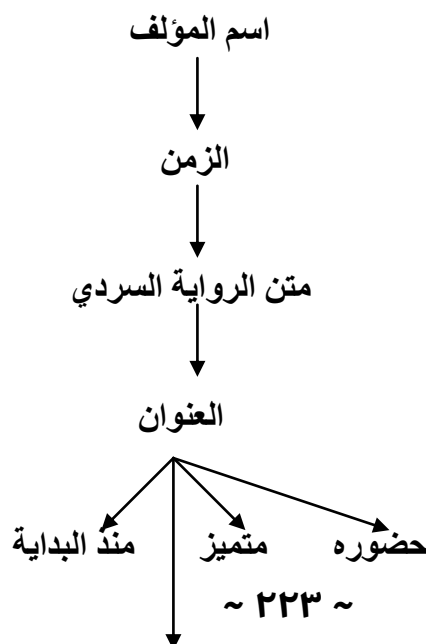 اسم المؤلف
الزمن
متن الرواية السردي
العنوان
حضوره متميز منذ البداية
~ ٢٢٣ ~